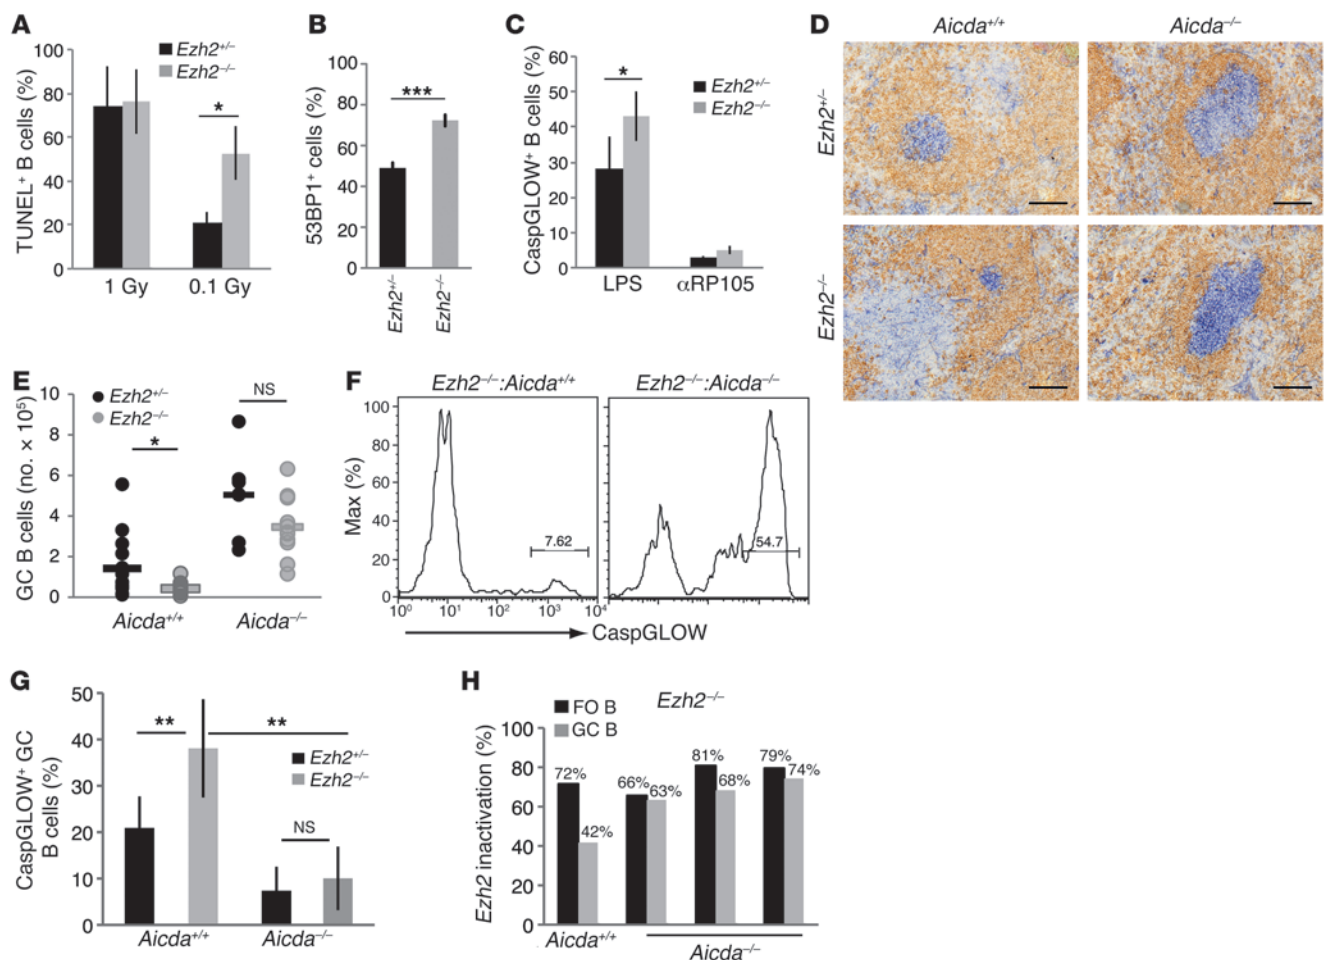 A
TUNEL⁺ B cells (%)
100
80
60
40
20
0
Ezh2⁺/⁻
Ezh2⁻/⁻
*
1 Gy
0.1 Gy
B
53BP1⁺ cells (%)
100
80
60
40
20
0
***
Ezh2⁺/⁻
Ezh2⁻/⁻
C
CaspGLOW⁺ B cells (%)
60
50
40
30
20
10
0
*
Ezh2⁺/⁻
Ezh2⁻/⁻
LPS
αRP105
D
Aicda⁺/⁺
Aicda⁻/⁻
Ezh2⁺/⁻
Ezh2⁻/⁻
E
GC B cells (no. × 10⁵)
10
8
6
4
2
0
Ezh2⁺/⁻
Ezh2⁻/⁻
*
NS
Aicda⁺/⁺
Aicda⁻/⁻
F
Ezh2⁻/⁻:Aicda⁺/⁺
Ezh2⁻/⁻:Aicda⁻/⁻
Max (%)
100
80
60
40
20
0
7.62
54.7
10⁰ 10¹ 10² 10³ 10⁴
CaspGLOW
G
CaspGLOW⁺ GC
B cells (%)
50
40
30
20
10
0
**
**
NS
Ezh2⁺/⁻
Ezh2⁻/⁻
Aicda⁺/⁺
Aicda⁻/⁻
H
Ezh2⁻/⁻
FO B
GC B
Ezh2 inactivation (%)
100
80
60
40
20
0
72%
42%
66%
63%
81%
68%
79%
74%
Aicda⁺/⁺
Aicda⁻/⁻